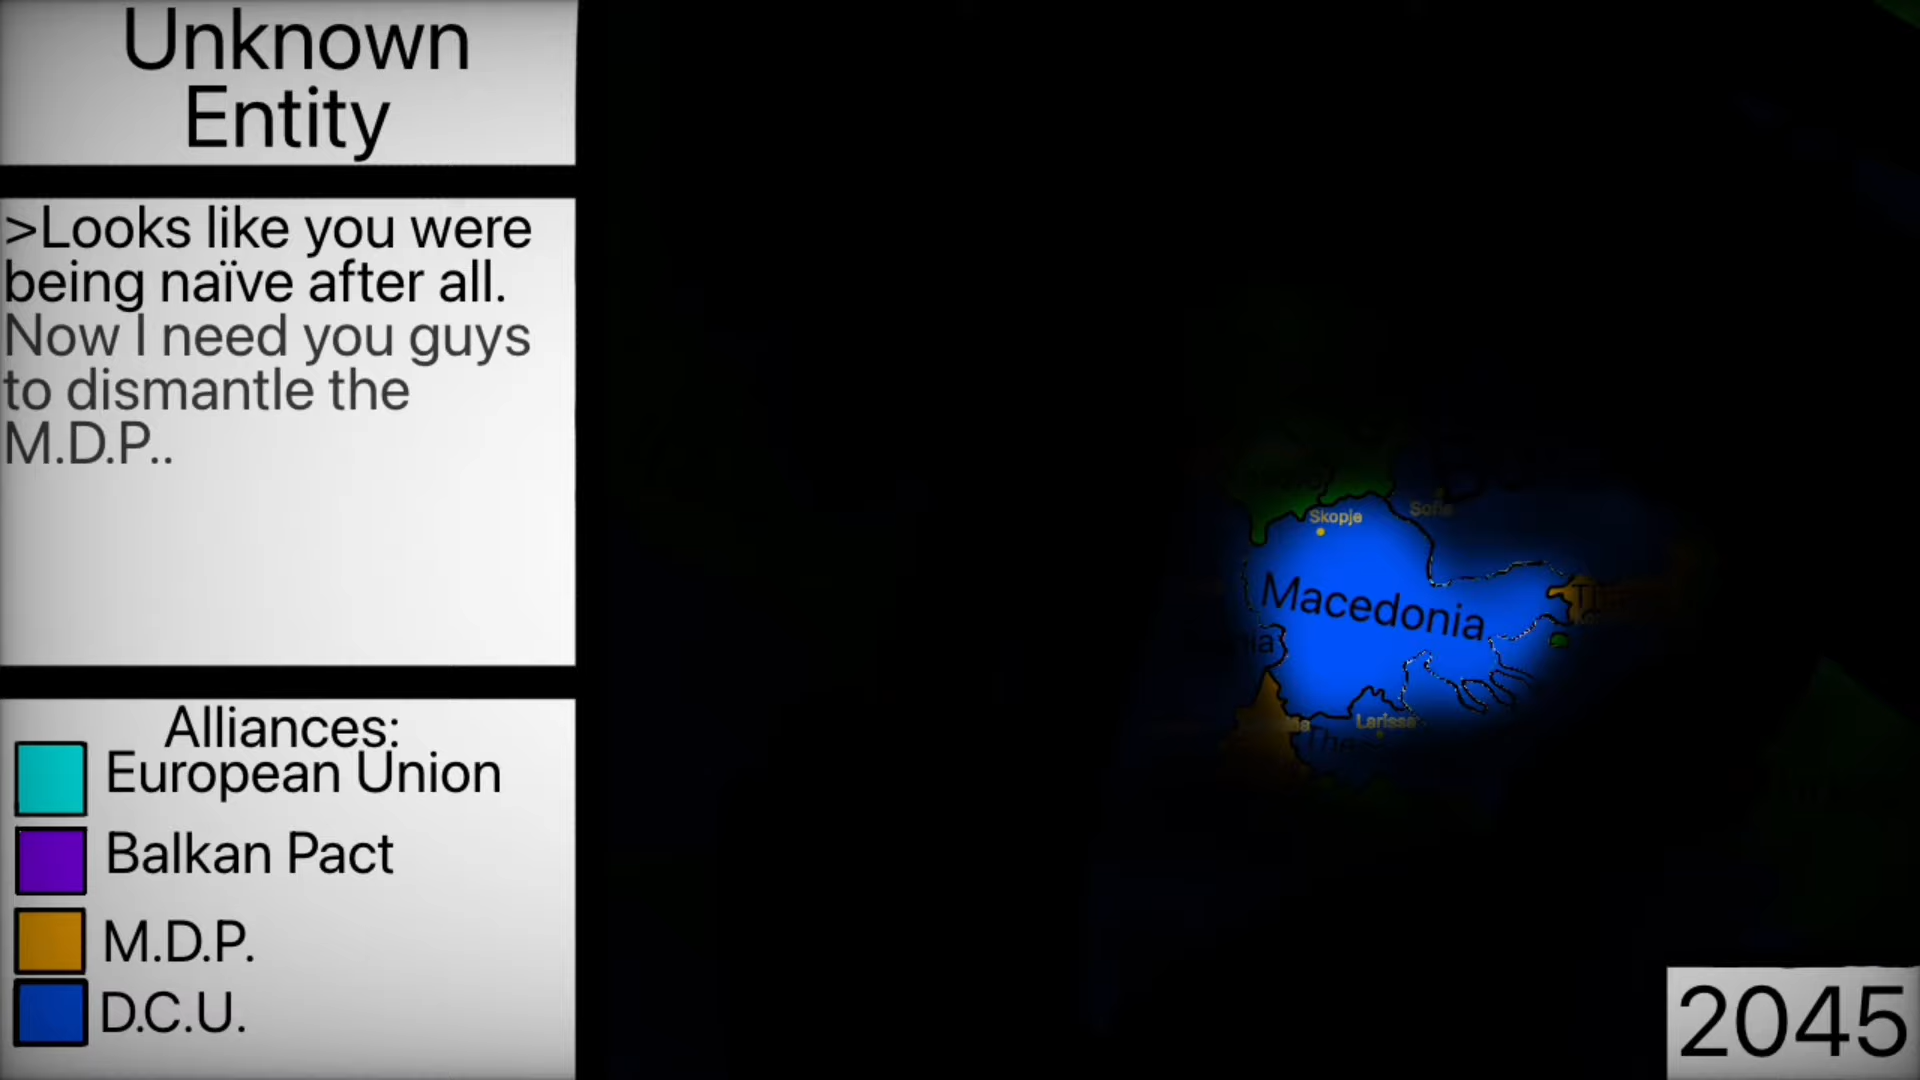 Unknown
Entity
>Looks like you were
being naïve after all.
Now I need you guys
to dismantle the
M.D.P..
Alliances:
European Union
Balkan Pact
M.D.P.
D.C.U.
Skopje
Sofia
Macedonia
Larissa
2045